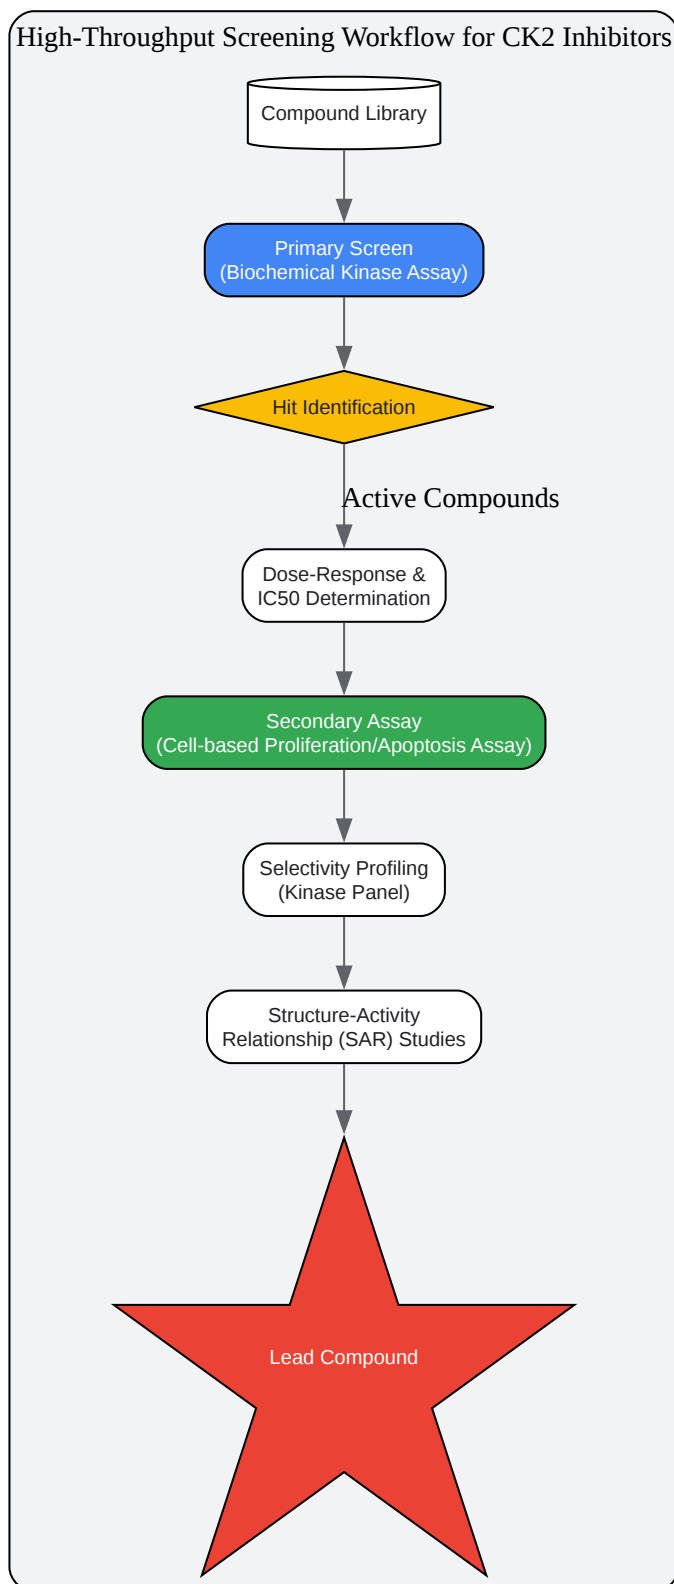 High-Throughput Screening Workflow for CK2 Inhibitors
Compound Library
Primary Screen
(Biochemical Kinase Assay)
Hit Identification
Active Compounds
Dose-Response &
IC50 Determination
Secondary Assay
(Cell-based Proliferation/Apoptosis Assay)
Selectivity Profiling
(Kinase Panel)
Structure-Activity
Relationship (SAR) Studies
Lead Compound